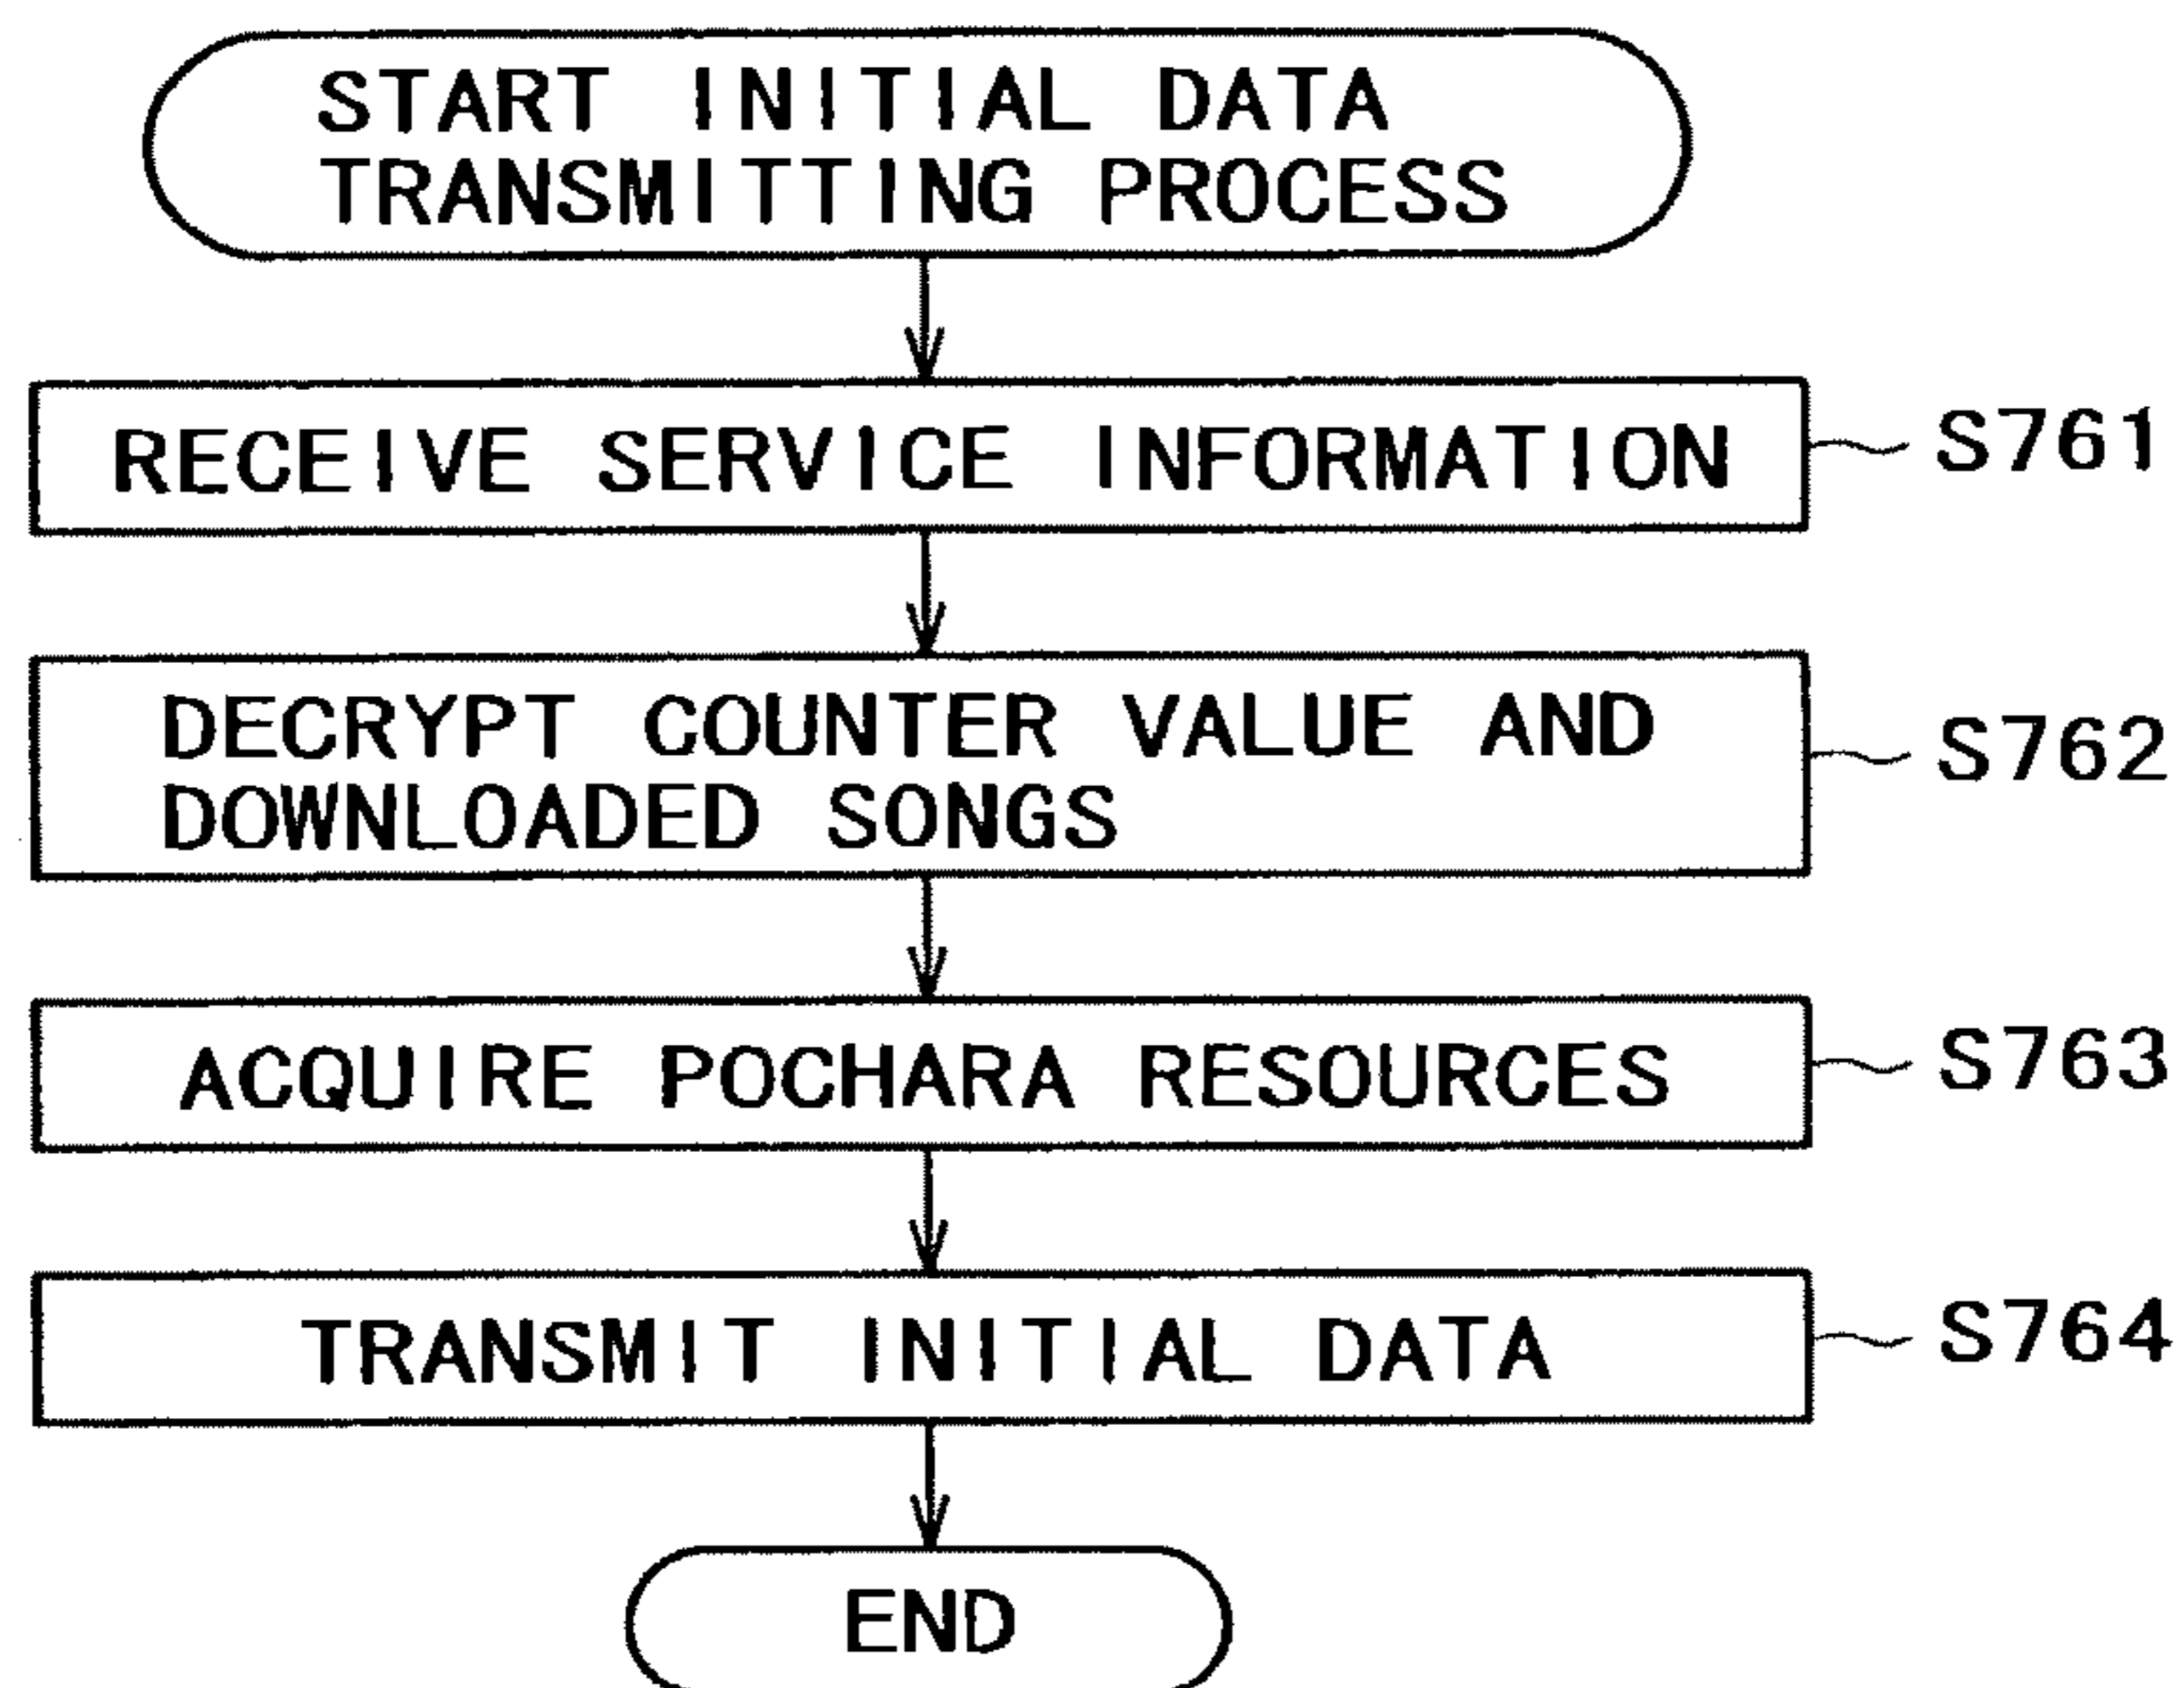 START INITIAL DATA
TRANSMITTING PROCESS
RECEIVE SERVICE INFORMATION
S761
DECRYPT COUNTER VALUE AND
DOWNLOADED SONGS
S762
ACQUIRE POCHARA RESOURCES
S763
TRANSMIT INITIAL DATA
S764
END